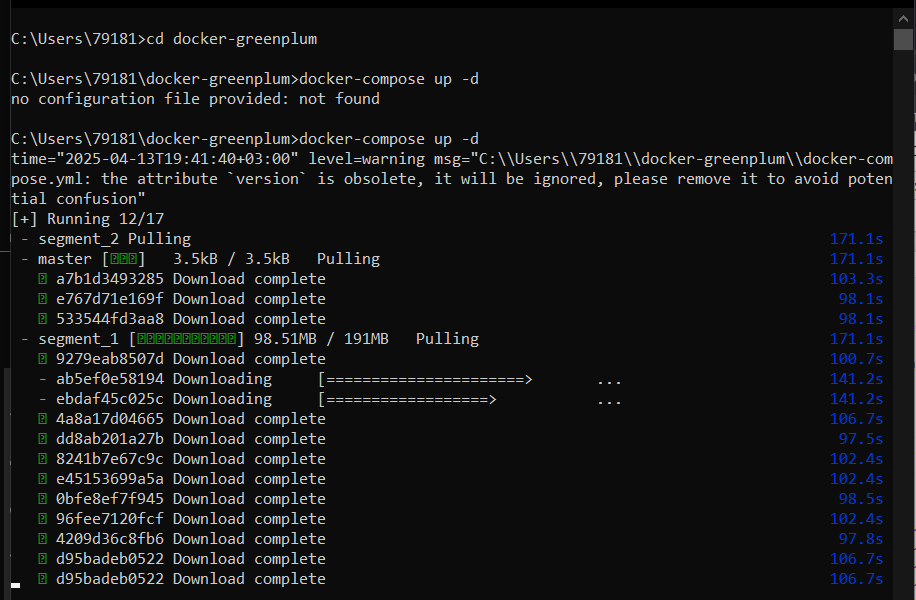 C:\Users\79181>cd docker-greenplum
C:\Users\79181\docker-greenplum>docker-compose up -d
no configuration file provided: not found
C:\Users\79181\docker-greenplum>docker-compose up -d
time="2025-04-13T19:41:40+03:00" level=warning msg="C:\\Users\\79181\\docker-greenplum\\docker-com
pose.yml: the attribute `version` is obsolete, it will be ignored, please remove it to avoid poten
tial confusion"
[+] Running 12/17
- segment_2 Pulling 171.1s
- master [⍰⍰⍰] 3.5kB / 3.5kB Pulling 171.1s
⍰ a7b1d3493285 Download complete 103.3s
⍰ e767d71e169f Download complete 98.1s
⍰ 533544fd3aa8 Download complete 98.1s
- segment_1 [⍰⍰⍰⍰⍰⍰⍰⍰⍰⍰⍰] 98.51MB / 191MB Pulling 171.1s
⍰ 9279eab8507d Download complete 100.7s
- ab5ef0e58194 Downloading [======================> ... 141.2s
- ebdaf45c025c Downloading [==================> ... 141.2s
⍰ 4a8a17d04665 Download complete 106.7s
⍰ dd8ab201a27b Download complete 97.5s
⍰ 8241b7e67c9c Download complete 102.4s
⍰ e45153699a5a Download complete 102.4s
⍰ 0bfe8ef7f945 Download complete 98.5s
⍰ 96fee7120fcf Download complete 102.4s
⍰ 4209d36c8fb6 Download complete 97.8s
⍰ d95badeb0522 Download complete 106.7s
⍰ d95badeb0522 Download complete 106.7s